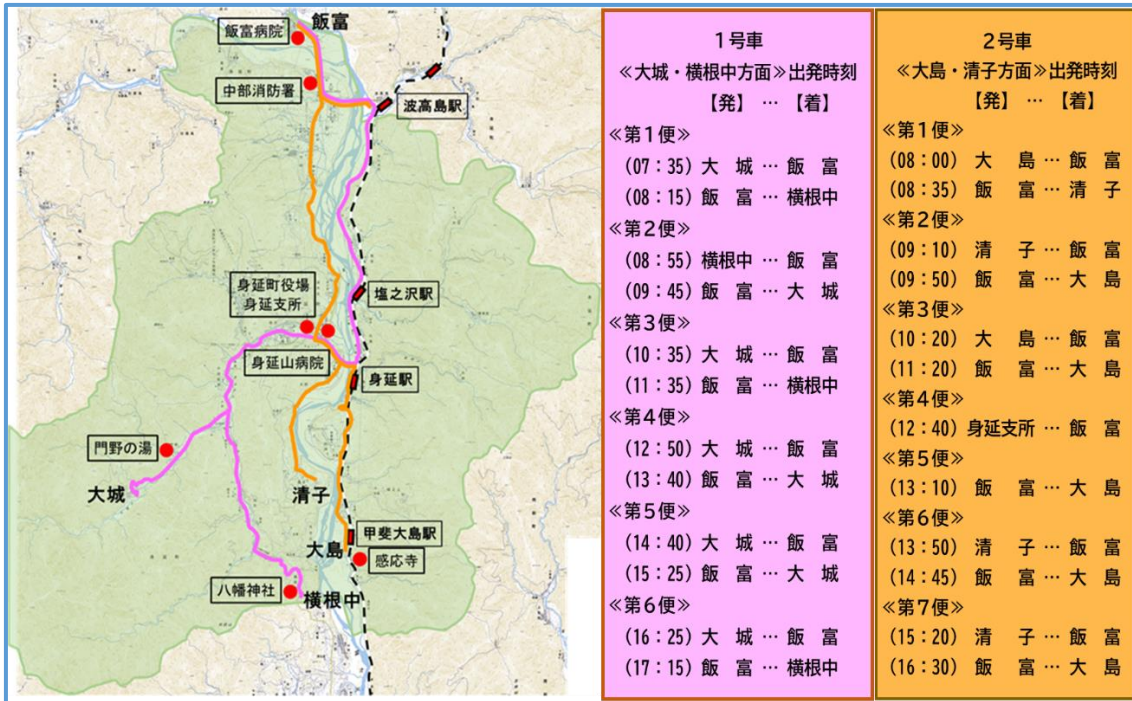 飯富
飯富病院
中部消防署
波高島駅
身延町役場
身延支所
塩之沢駅
身延山病院
身延駅
門野の湯
大城
清子
甲斐大島駅
大島
感応寺
八幡神社
横根中
1号車
≪大城・横根中方面≫出発時刻
【発】 … 【着】
≪第1便≫
(07:35) 大 城 … 飯 富
(08:15) 飯 富 … 横根中
≪第2便≫
(08:55) 横根中 … 飯 富
(09:45) 飯 富 … 大 城
≪第3便≫
(10:35) 大 城 … 飯 富
(11:35) 飯 富 … 横根中
≪第4便≫
(12:50) 大 城 … 飯 富
(13:40) 飯 富 … 大 城
≪第5便≫
(14:40) 大 城 … 飯 富
(15:25) 飯 富 … 大 城
≪第6便≫
(16:25) 大 城 … 飯 富
(17:15) 飯 富 … 横根中
2号車
≪大島・清子方面≫出発時刻
【発】 … 【着】
≪第1便≫
(08:00) 大 島 … 飯 富
(08:35) 飯 富 … 清 子
≪第2便≫
(09:10) 清 子 … 飯 富
(09:50) 飯 富 … 大 島
≪第3便≫
(10:20) 大 島 … 飯 富
(11:20) 飯 富 … 大 島
≪第4便≫
(12:40) 身延支所 … 飯 富
≪第5便≫
(13:10) 飯 富 … 大 島
≪第6便≫
(13:50) 清 子 … 飯 富
(14:45) 飯 富 … 大 島
≪第7便≫
(15:20) 清 子 … 飯 富
(16:30) 飯 富 … 大 島